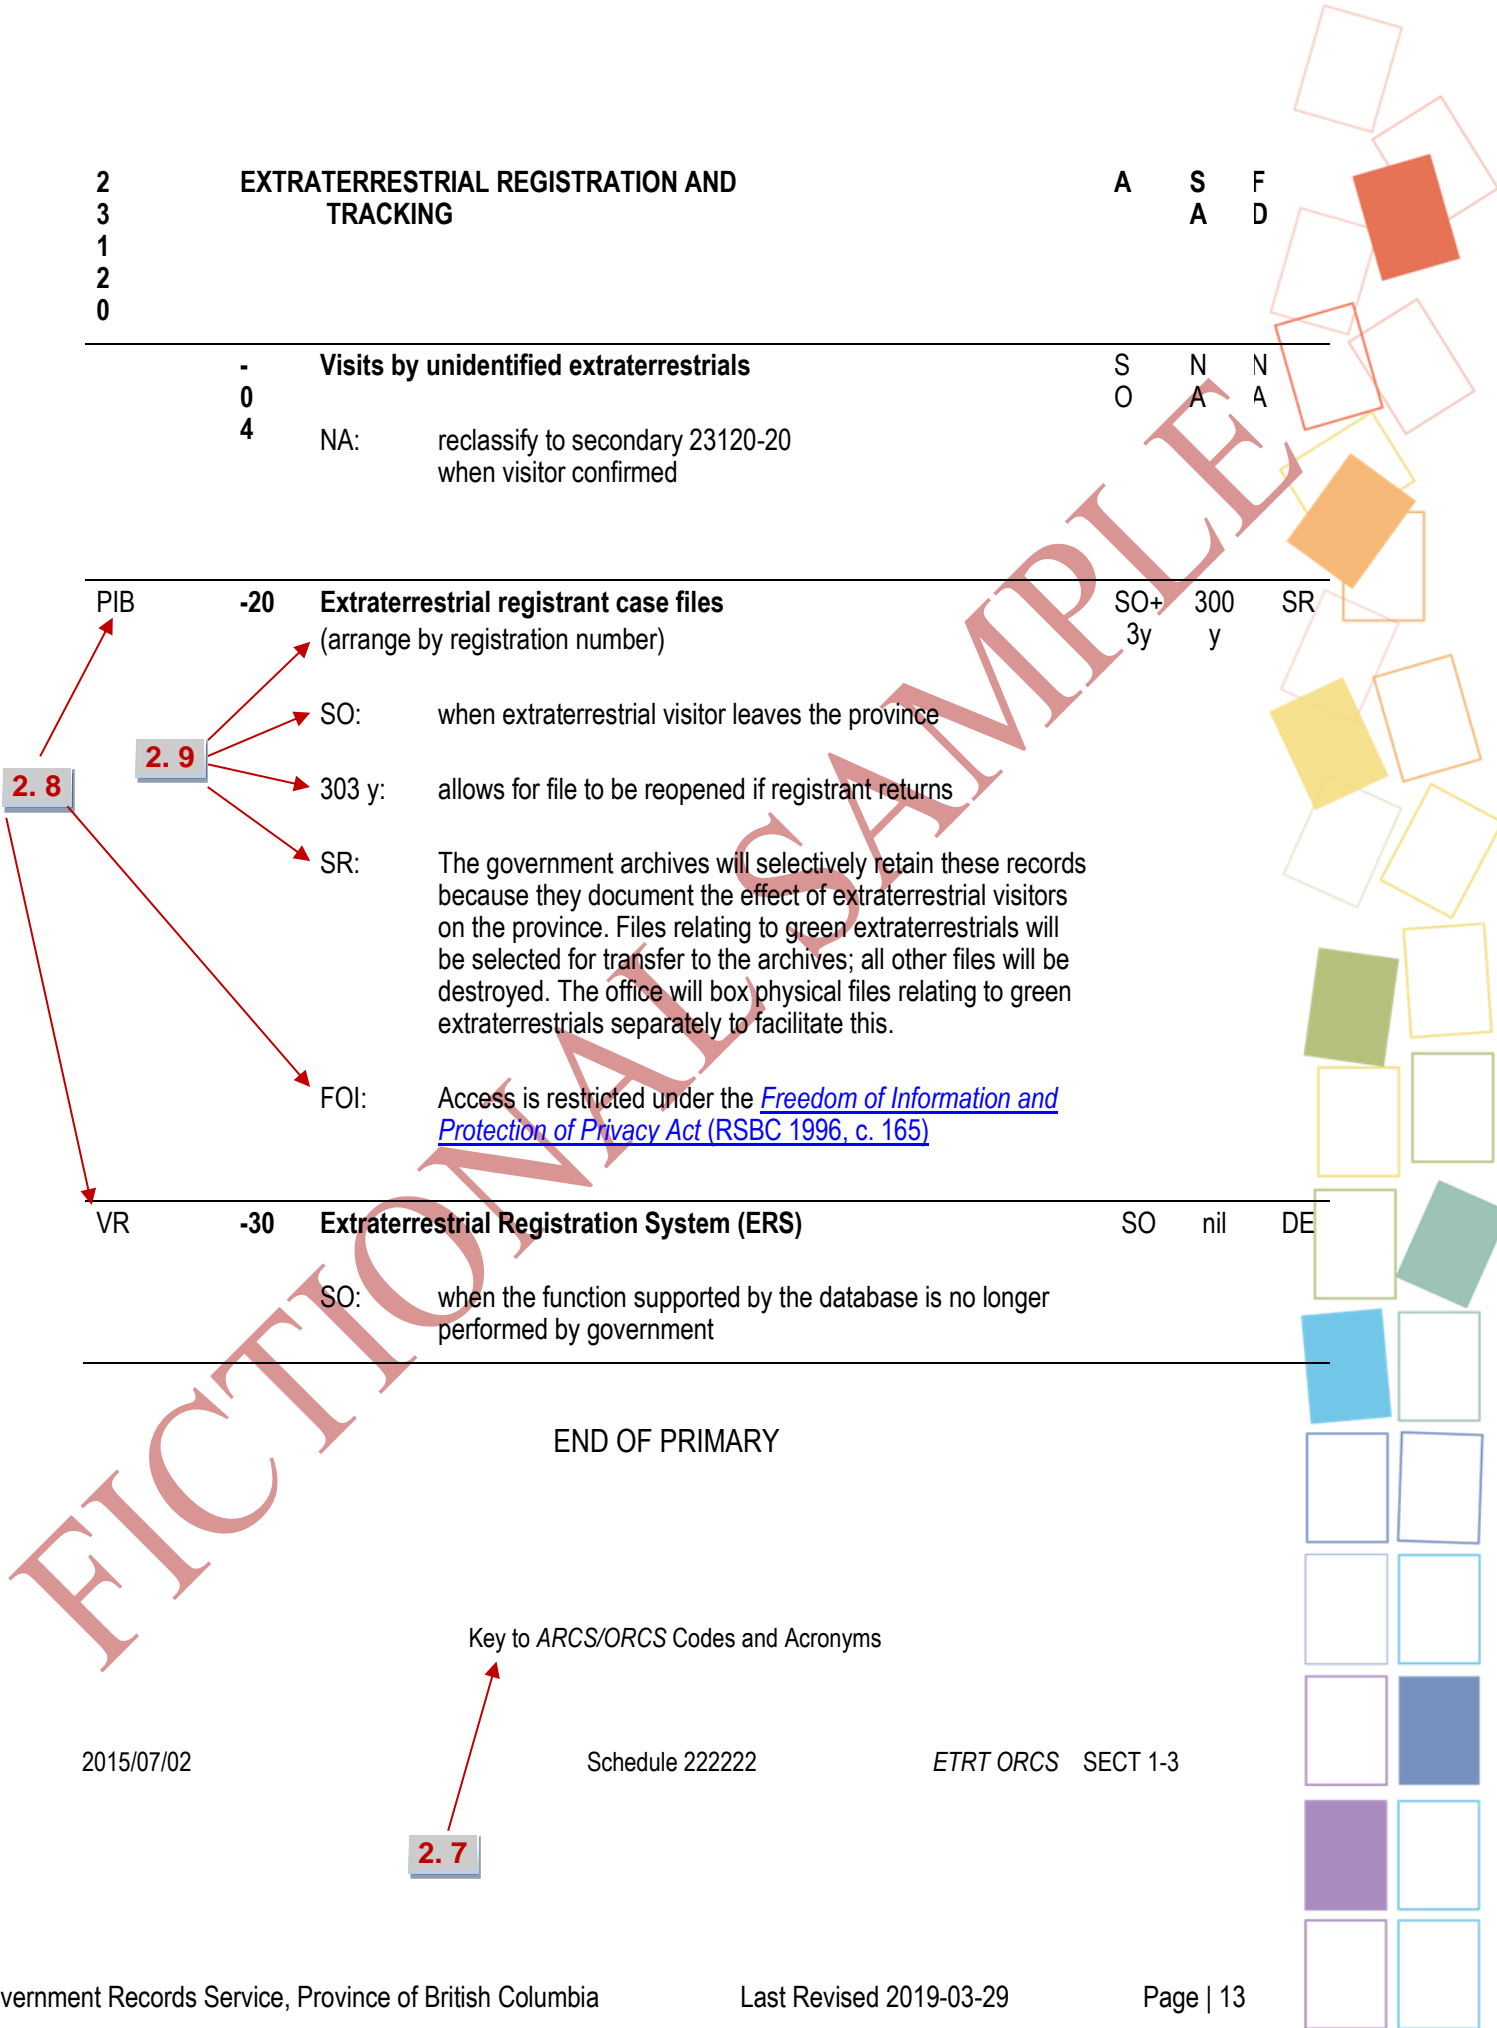 23120 EXTRATERRESTRIAL REGISTRATION AND A SA FD
TRACKING
-04 Visits by unidentified extraterrestrials SO NA NA
NA: reclassify to secondary 23120-20
when visitor confirmed
PIB -20 Extraterrestrial registrant case files SO+ 300 SR
(arrange by registration number) 3y y
SO: when extraterrestrial visitor leaves the province
2. 9
2. 8
303 y: allows for file to be reopened if registrant returns
SR: The government archives will selectively retain these records
because they document the effect of extraterrestrial visitors
on the province. Files relating to green extraterrestrials will
be selected for transfer to the archives; all other files will be
destroyed. The office will box physical files relating to green
extraterrestrials separately to facilitate this.
FOI: Access is restricted under the Freedom of Information and
Protection of Privacy Act (RSBC 1996, c. 165)
VR -30 Extraterrestrial Registration System (ERS) SO nil DE
SO: when the function supported by the database is no longer
performed by government
END OF PRIMARY
FICTIONAL SAMPLE
Key to ARCS/ORCS Codes and Acronyms
2015/07/02 Schedule 222222 ETRT ORCS SECT 1-3
2. 7
vernment Records Service, Province of British Columbia Last Revised 2019-03-29 Page | 13